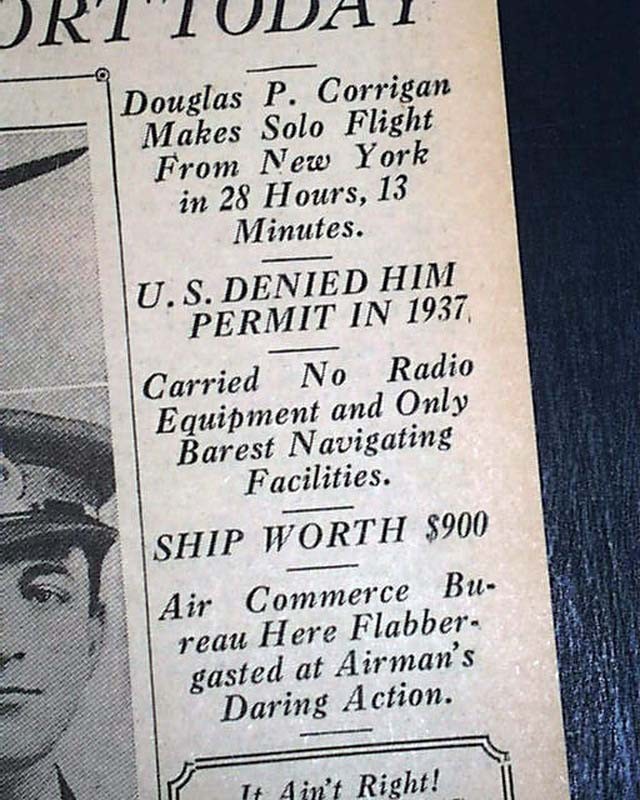 ORT TODAY
Douglas P. Corrigan
Makes Solo Flight
From New York
in 28 Hours, 13
Minutes.
U. S. DENIED HIM
PERMIT IN 1937
Carried No Radio
Equipment and Only
Barest Navigating
Facilities.
SHIP WORTH $900
Air Commerce Bu-
reau Here Flabber-
gasted at Airman's
Daring Action.
It Ain't Right!